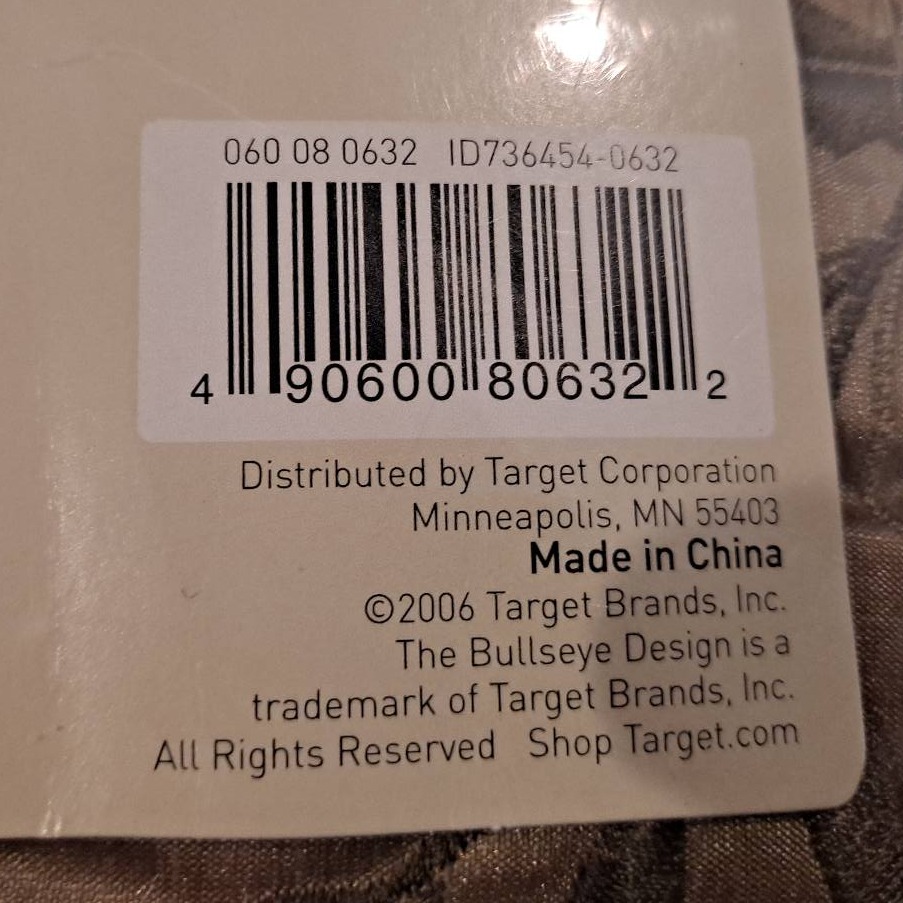 060 08 0632 ID736454-0632
4 90600 80632 2
Distributed by Target Corporation
Minneapolis, MN 55403
Made in China
©2006 Target Brands, Inc.
The Bullseye Design is a
trademark of Target Brands, Inc.
All Rights Reserved Shop Target.com